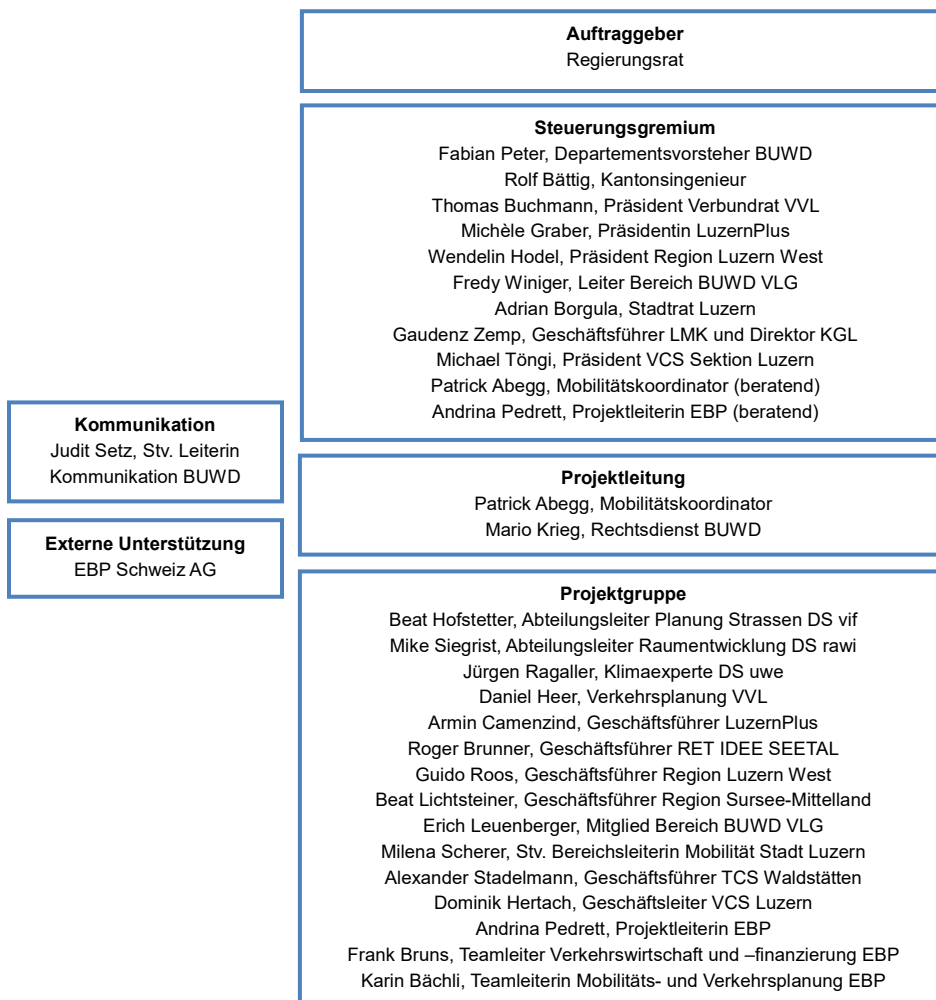 Auftraggeber
Regierungsrat
Steuerungsgremium
Fabian Peter, Departementsvorsteher BUWD
Rolf Bättig, Kantonsingenieur
Thomas Buchmann, Präsident Verbundrat VVL
Michèle Graber, Präsidentin LuzernPlus
Wendelin Hodel, Präsident Region Luzern West
Fredy Winiger, Leiter Bereich BUWD VLG
Adrian Borgula, Stadtrat Luzern
Gaudenz Zemp, Geschäftsführer LMK und Direktor KGL
Michael Töngi, Präsident VCS Sektion Luzern
Patrick Abegg, Mobilitätskoordinator (beratend)
Andrina Pedrett, Projektleiterin EBP (beratend)
Kommunikation
Judit Setz, Stv. Leiterin
Kommunikation BUWD
Externe Unterstützung
EBP Schweiz AG
Projektleitung
Patrick Abegg, Mobilitätskoordinator
Mario Krieg, Rechtsdienst BUWD
Projektgruppe
Beat Hofstetter, Abteilungsleiter Planung Strassen DS vif
Mike Siegrist, Abteilungsleiter Raumentwicklung DS rawi
Jürgen Ragaller, Klimaexperte DS uwe
Daniel Heer, Verkehrsplanung VVL
Armin Camenzind, Geschäftsführer LuzernPlus
Roger Brunner, Geschäftsführer RET IDEE SEETAL
Guido Roos, Geschäftsführer Region Luzern West
Beat Lichtsteiner, Geschäftsführer Region Sursee-Mittelland
Erich Leuenberger, Mitglied Bereich BUWD VLG
Milena Scherer, Stv. Bereichsleiterin Mobilität Stadt Luzern
Alexander Stadelmann, Geschäftsführer TCS Waldstätten
Dominik Hertach, Geschäftsleiter VCS Luzern
Andrina Pedrett, Projektleiterin EBP
Frank Bruns, Teamleiter Verkehrswirtschaft und –finanzierung EBP
Karin Bächli, Teamleiterin Mobilitäts- und Verkehrsplanung EBP